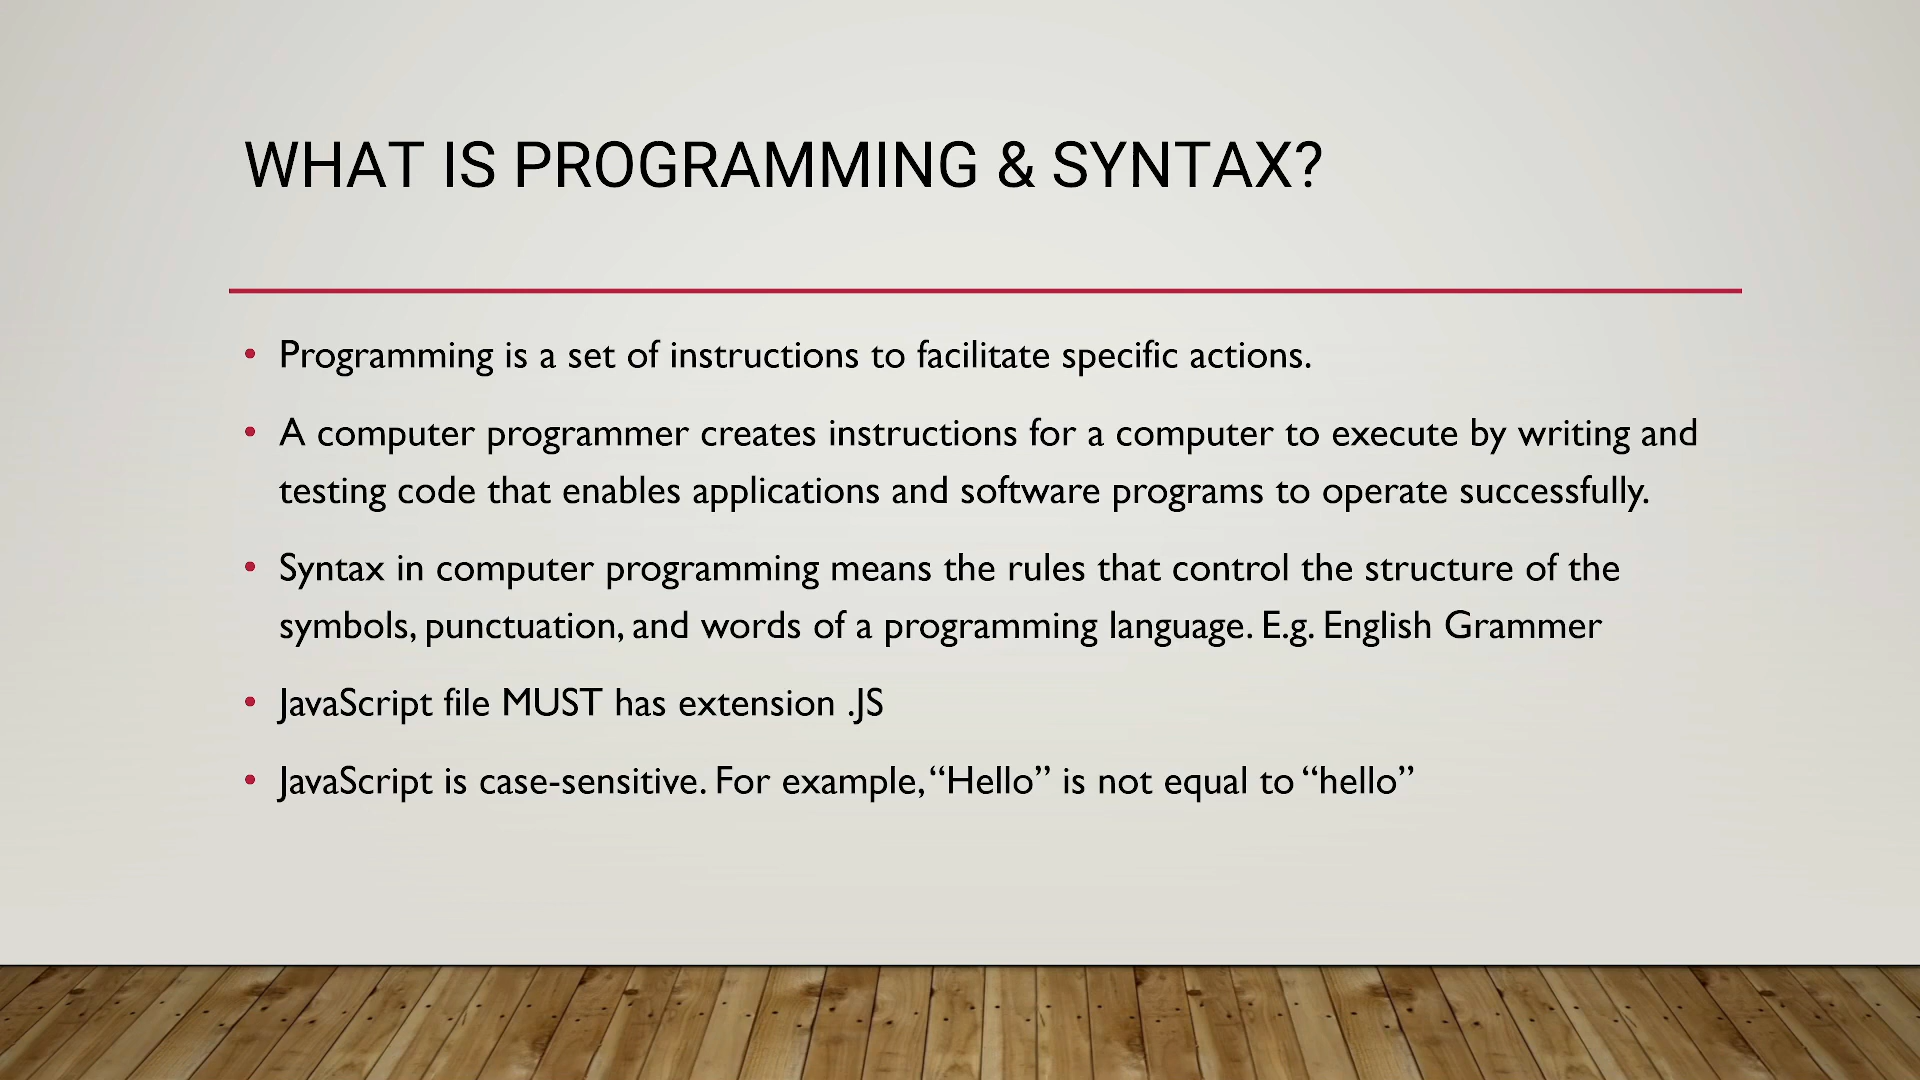 WHAT IS PROGRAMMING & SYNTAX?
• Programming is a set of instructions to facilitate specific actions.
• A computer programmer creates instructions for a computer to execute by writing and
testing code that enables applications and software programs to operate successfully.
• Syntax in computer programming means the rules that control the structure of the
symbols, punctuation, and words of a programming language. E.g. English Grammer
• JavaScript file MUST has extension .JS
• JavaScript is case-sensitive. For example, “Hello” is not equal to “hello”